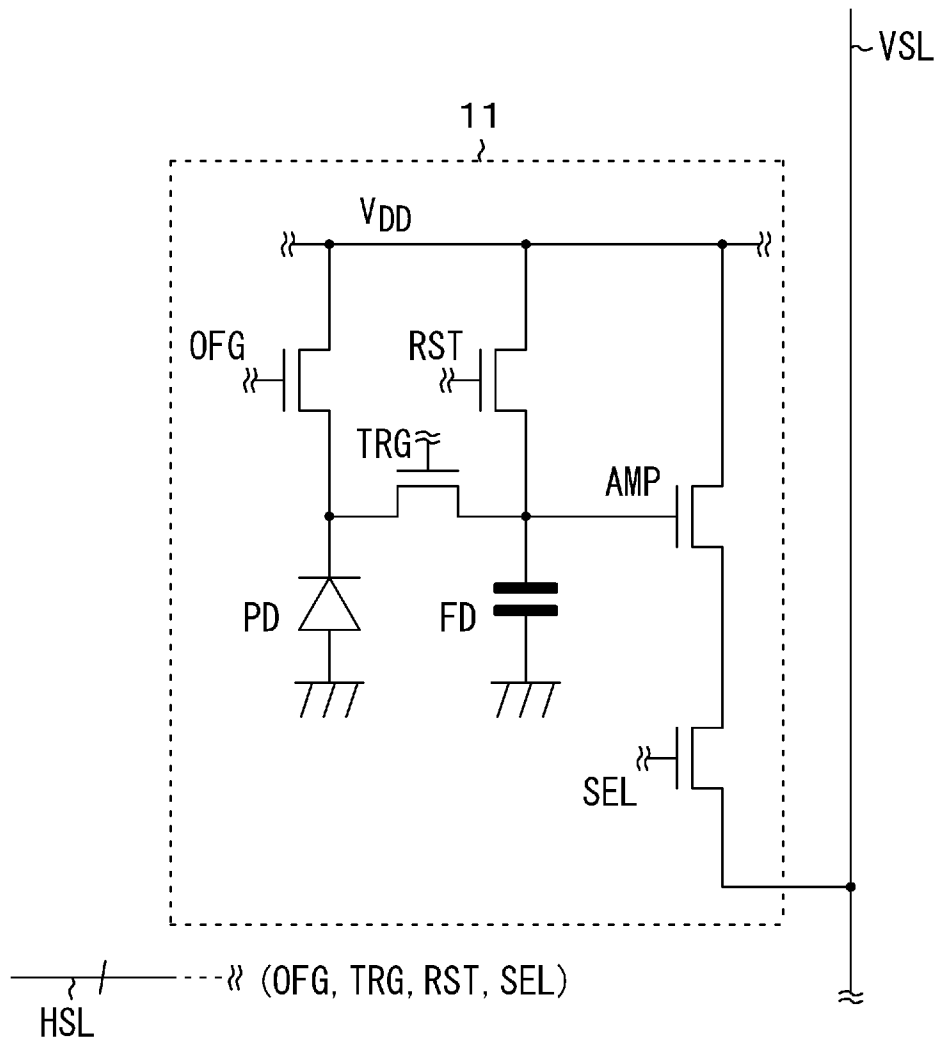 VSL
11
VDD
OFG
RST
TRG
AMP
PD
FD
SEL
(OFG, TRG, RST, SEL)
HSL